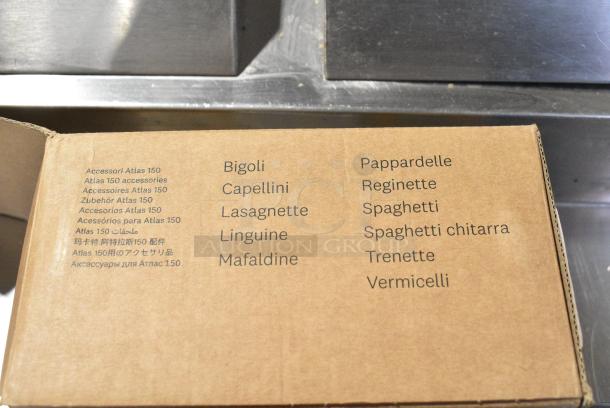 Accessori Atlas 150
Atlas 150 accessories
Accessoires Atlas 150
Zubehör Atlas 150
Accesorios Atlas 150
Acessórios para Atlas 150
ملحقات Atlas 150
玛卡特 阿特拉斯150 配件
Atlas 150用のアクセサリ品
Аксессуары для Атлас 150
Bigoli
Capellini
Lasagnette
Linguine
Mafaldine
Pappardelle
Reginette
Spaghetti
Spaghetti chitarra
Trenette
Vermicelli
AUCTION GROUP